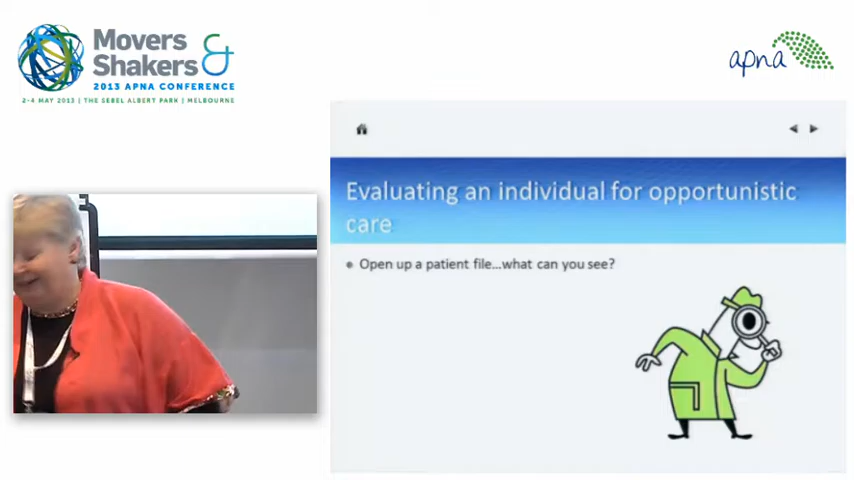 Movers
Shakers &
2013 APNA CONFERENCE
2-4 MAY 2013 | THE SEBEL ALBERT PARK | MELBOURNE
apna
Evaluating an individual for opportunistic
care
Open up a patient file...what can you see?